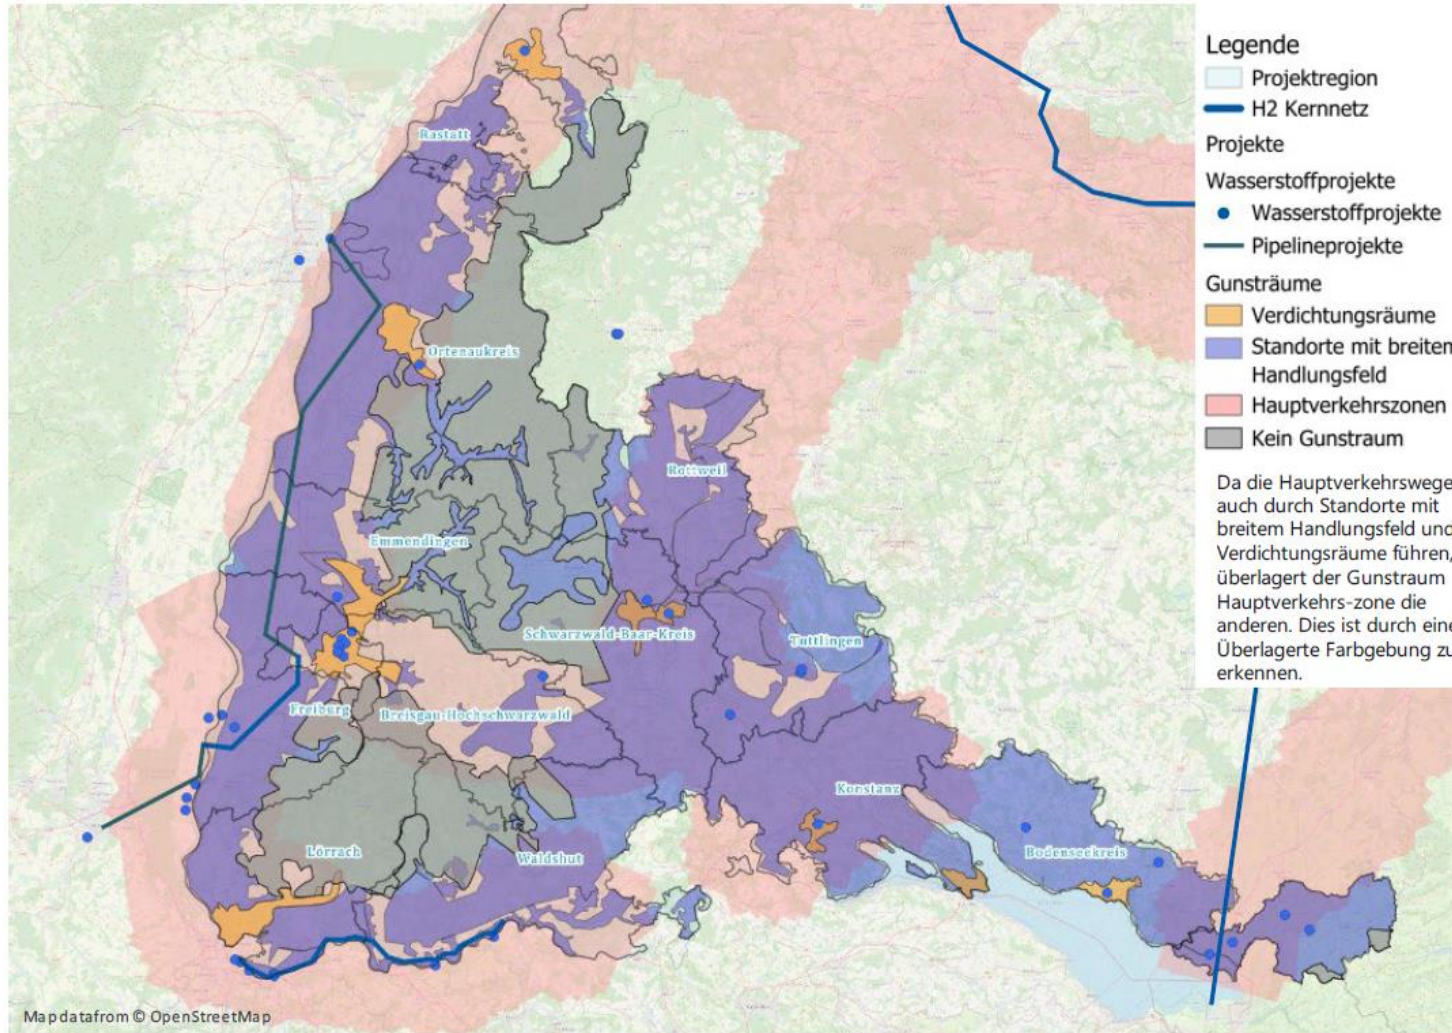 Legende
Projektregion
H2 Kernnetz
Projekte
Wasserstoffprojekte
Wasserstoffprojekte
Pipelineprojekte
Gunsträume
Verdichtungsräume
Standorte mit breiten
Handlungsfeld
Hauptverkehrszonen
Kein Gunstraum
Da die Hauptverkehrswege
auch durch Standorte mit
breitem Handlungsfeld und
Verdichtungsräume führen,
überlagert der Gunstraum
Hauptverkehrs-zone die
anderen. Dies ist durch eine
Überlagerte Farbgebung zu
erkennen.
Rastatt
Ortenaukreis
Rottweil
Emmendingen
Schwarzwald-Baar-Kreis
Tuttlingen
Freiburg
Breisgau-Hochschwarzwald
Konstanz
Lörrach
Waldshut
Bodenseekreis
Map data from © OpenStreetMap